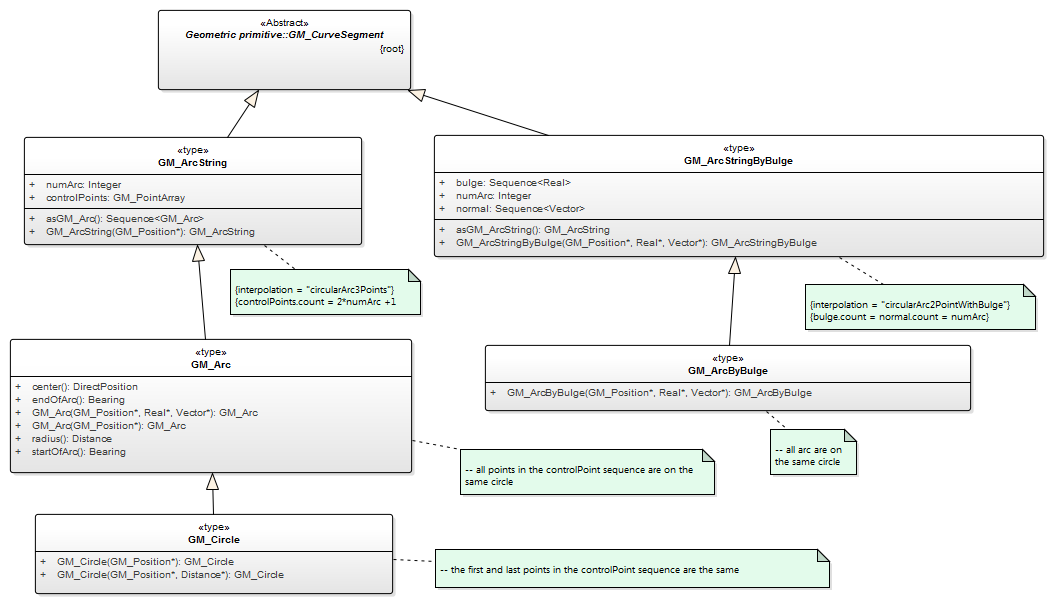 «Abstract»
Geometric primitive::GM_CurveSegment
{root}
«type»
GM_ArcString
+ numArc: Integer
+ controlPoints: GM_PointArray
+ asGM_Arc(): Sequence<GM_Arc>
+ GM_ArcString(GM_Position*): GM_ArcString
«type»
GM_ArcStringByBulge
+ bulge: Sequence<Real>
+ numArc: Integer
+ normal: Sequence<Vector>
+ asGM_ArcString(): GM_ArcString
+ GM_ArcStringByBulge(GM_Position*, Real*, Vector*): GM_ArcStringByBulge
{interpolation = "circularArc3Points"}
{controlPoints.count = 2*numArc +1
{interpolation = "circularArc2PointWithBulge"}
{bulge.count = normal.count = numArc}
«type»
GM_Arc
+ center(): DirectPosition
+ endOfArc(): Bearing
+ GM_Arc(GM_Position*, Real*, Vector*): GM_Arc
+ GM_Arc(GM_Position*): GM_Arc
+ radius(): Distance
+ startOfArc(): Bearing
«type»
GM_ArcByBulge
+ GM_ArcByBulge(GM_Position*, Real*, Vector*): GM_ArcByBulge
-- all arc are on
the same circle
-- all points in the controlPoint sequence are on the
same circle
«type»
GM_Circle
+ GM_Circle(GM_Position*): GM_Circle
+ GM_Circle(GM_Position*, Distance*): GM_Circle
-- the first and last points in the controlPoint sequence are the same